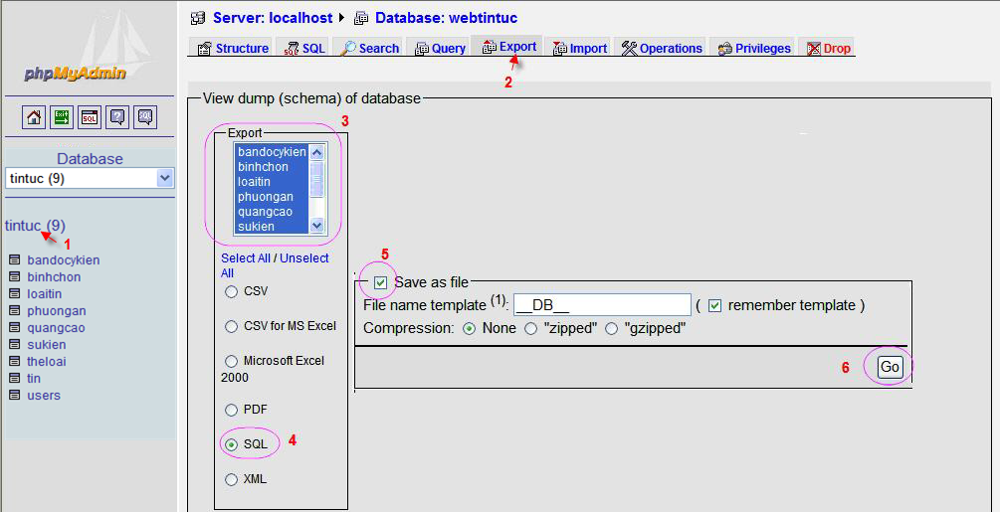 phpMyAdmin
Exit
SQL
?
SQL
Database
tintuc (9)
tintuc (9)
1
bandocykien
binhchon
loaitin
phuongan
quangcao
sukien
theloai
tin
users
Server: localhost Database: webtintuc
Structure SQL Search Query Export Import Operations Privileges Drop
2
View dump (schema) of database
3
Export
bandocykien
binhchon
loaitin
phuongan
quangcao
sukien
Select All / Unselect
All
CSV
CSV for MS Excel
Microsoft Excel
2000
PDF
SQL 4
XML
5
Save as file
File name template (1): __DB__ ( remember template )
Compression: None "zipped" "gzipped"
6 Go